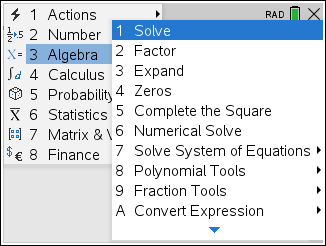 1 Actions
RAD
2 Number
3 Algebra
4 Calculus
5 Probability
6 Statistics
7 Matrix &
8 Finance
1 Solve
2 Factor
3 Expand
4 Zeros
5 Complete the Square
6 Numerical Solve
7 Solve System of Equations
8 Polynomial Tools
9 Fraction Tools
A Convert Expression